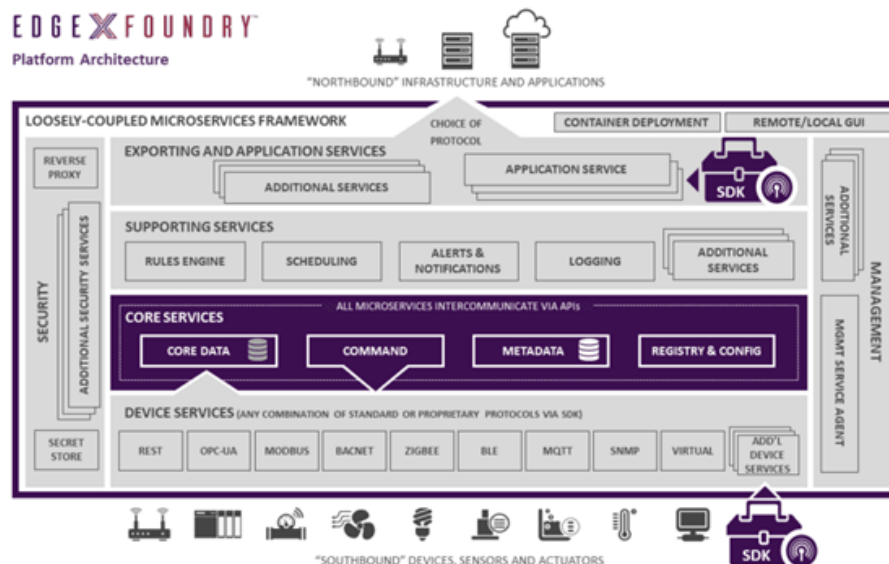 EDGE X FOUNDRY™
Platform Architecture
"NORTHBOUND" INFRASTRUCTURE AND APPLICATIONS
LOOSELY-COUPLED MICROSERVICES FRAMEWORK
CHOICE OF
PROTOCOL
CONTAINER DEPLOYMENT
REMOTE/LOCAL GUI
REVERSE
PROXY
ADDITIONAL SECURITY SERVICES
SECURITY
SECRET
STORE
EXPORTING AND APPLICATION SERVICES
ADDITIONAL SERVICES
APPLICATION SERVICE
SDK
SUPPORTING SERVICES
RULES ENGINE
SCHEDULING
ALERTS &
NOTIFICATIONS
LOGGING
ADDITIONAL
SERVICES
ALL MICROSERVICES INTERCOMMUNICATE VIA APIs
CORE SERVICES
CORE DATA
COMMAND
METADATA
REGISTRY & CONFIG
DEVICE SERVICES (ANY COMBINATION OF STANDARD OR PROPRIETARY PROTOCOLS VIA SDK)
REST
OPC-UA
MODBUS
BACNET
ZIGBEE
BLE
MQTT
SNMP
VIRTUAL
ADD'L
DEVICE
SERVICES
ADDITIONAL
SERVICES
MANAGEMENT
MGMT SERVICE AGENT
"SOUTHBOUND" DEVICES, SENSORS AND ACTUATORS
SDK